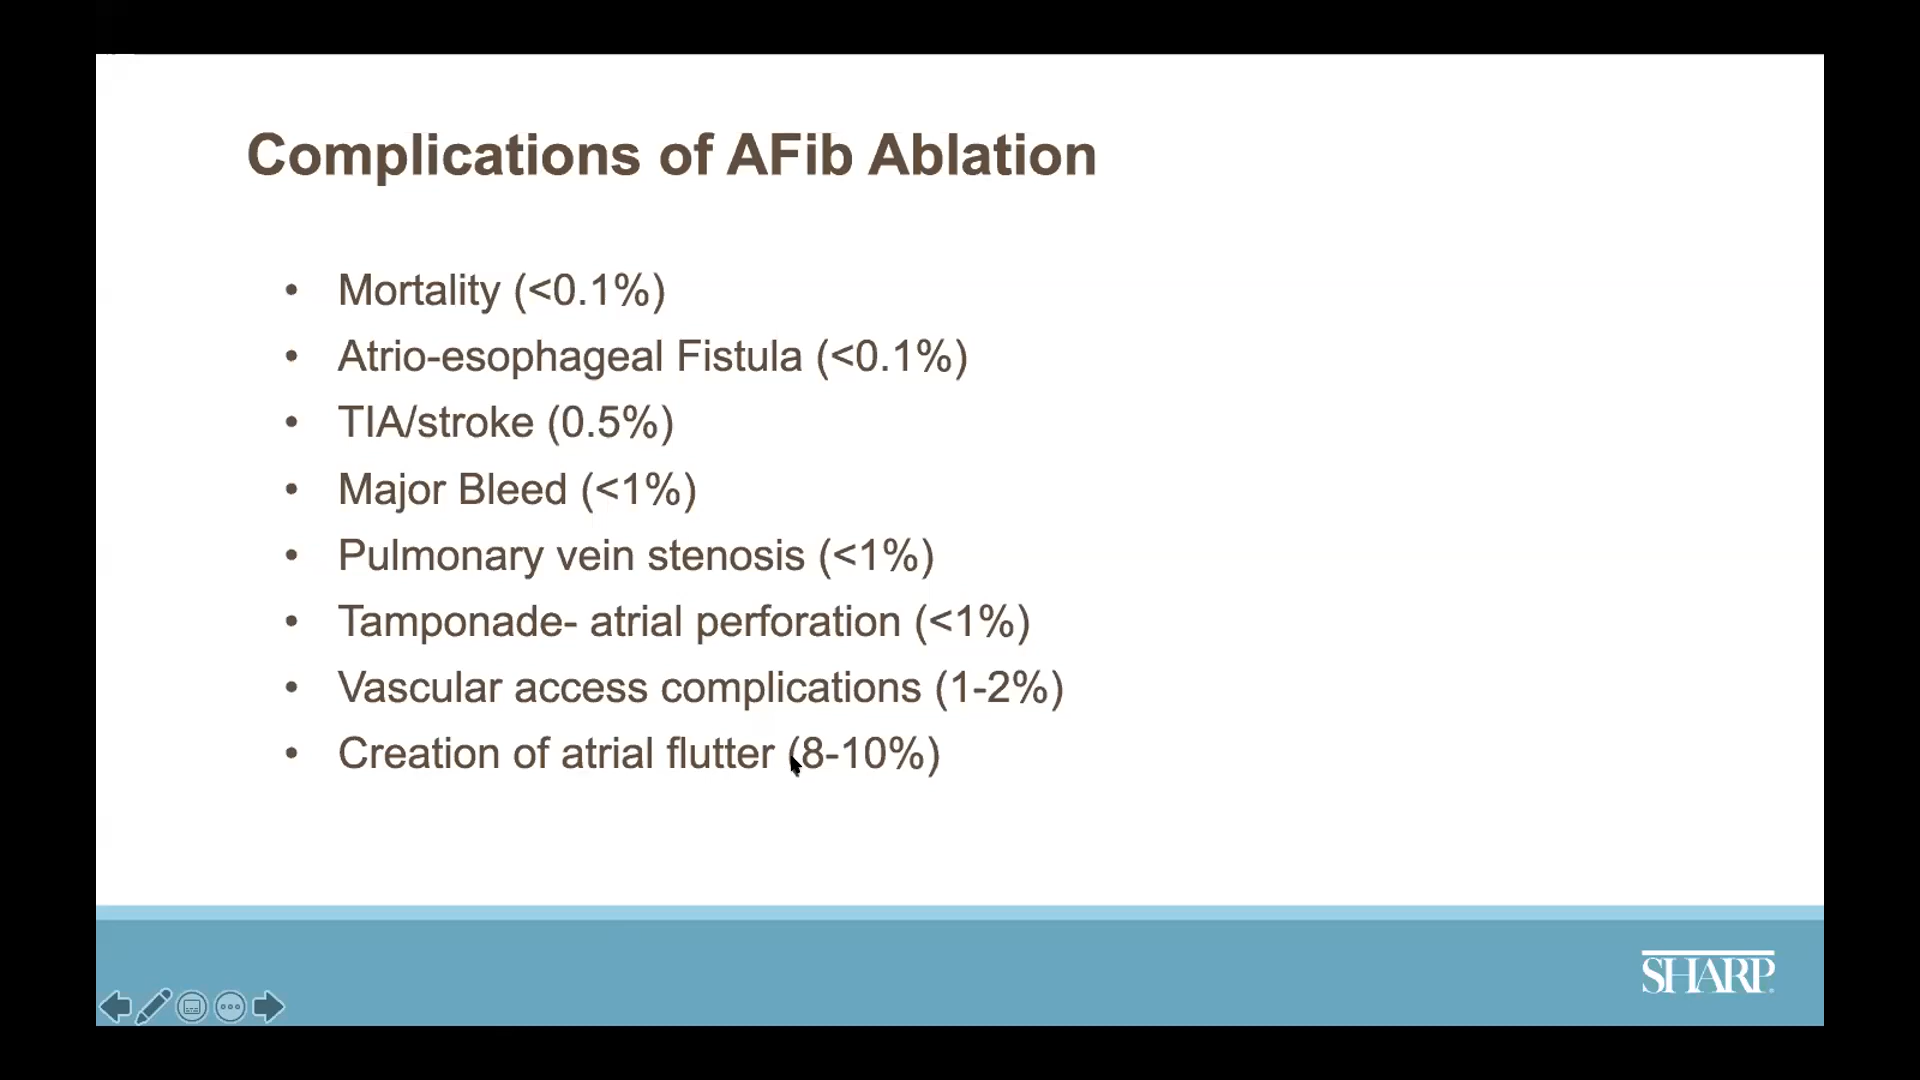 Complications of AFib Ablation
• Mortality (<0.1%)
• Atrio-esophageal Fistula (<0.1%)
• TIA/stroke (0.5%)
• Major Bleed (<1%)
• Pulmonary vein stenosis (<1%)
• Tamponade- atrial perforation (<1%)
• Vascular access complications (1-2%)
• Creation of atrial flutter (8-10%)
SHARP